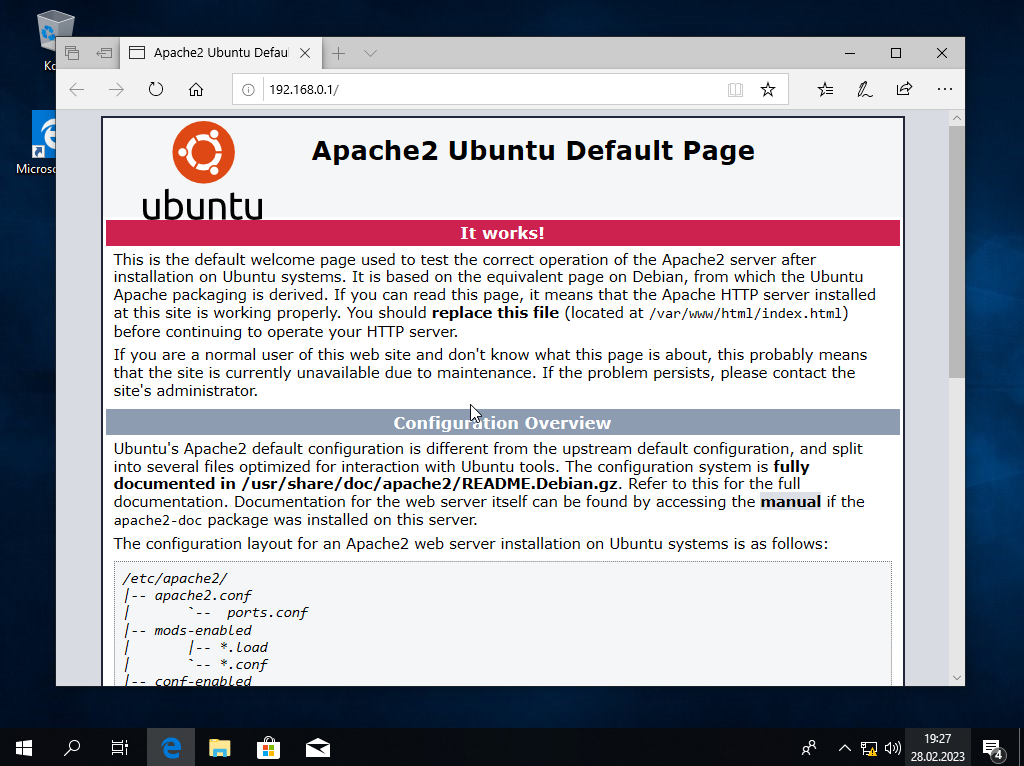 Ko
Apache2 Ubuntu Defau
192.168.0.1/
Microso
ubuntu
Apache2 Ubuntu Default Page
It works!
This is the default welcome page used to test the correct operation of the Apache2 server after
installation on Ubuntu systems. It is based on the equivalent page on Debian, from which the Ubuntu
Apache packaging is derived. If you can read this page, it means that the Apache HTTP server installed
at this site is working properly. You should replace this file (located at /var/www/html/index.html)
before continuing to operate your HTTP server.
If you are a normal user of this web site and don't know what this page is about, this probably means
that the site is currently unavailable due to maintenance. If the problem persists, please contact the
site's administrator.
Configuration Overview
Ubuntu's Apache2 default configuration is different from the upstream default configuration, and split
into several files optimized for interaction with Ubuntu tools. The configuration system is fully
documented in /usr/share/doc/apache2/README.Debian.gz. Refer to this for the full
documentation. Documentation for the web server itself can be found by accessing the manual if the
apache2-doc package was installed on this server.
The configuration layout for an Apache2 web server installation on Ubuntu systems is as follows:
/etc/apache2/
|-- apache2.conf
|       `--  ports.conf
|-- mods-enabled
|       |-- *.load
|       `-- *.conf
|-- conf-enabled
19:27
28.02.2023
4